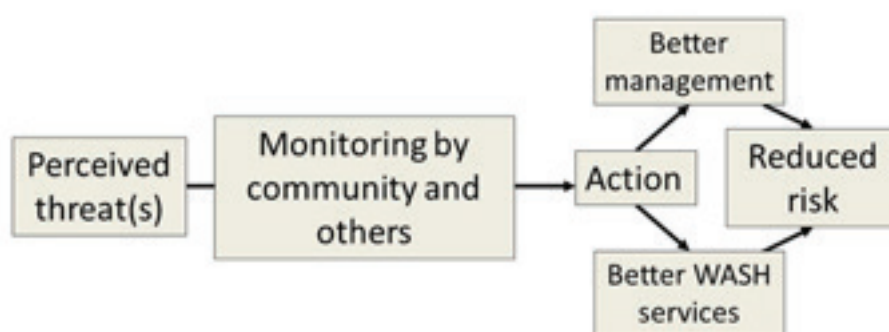 Perceived
threat(s)
Monitoring by
community and
others
Action
Better
management
Better WASH
services
Reduced
risk